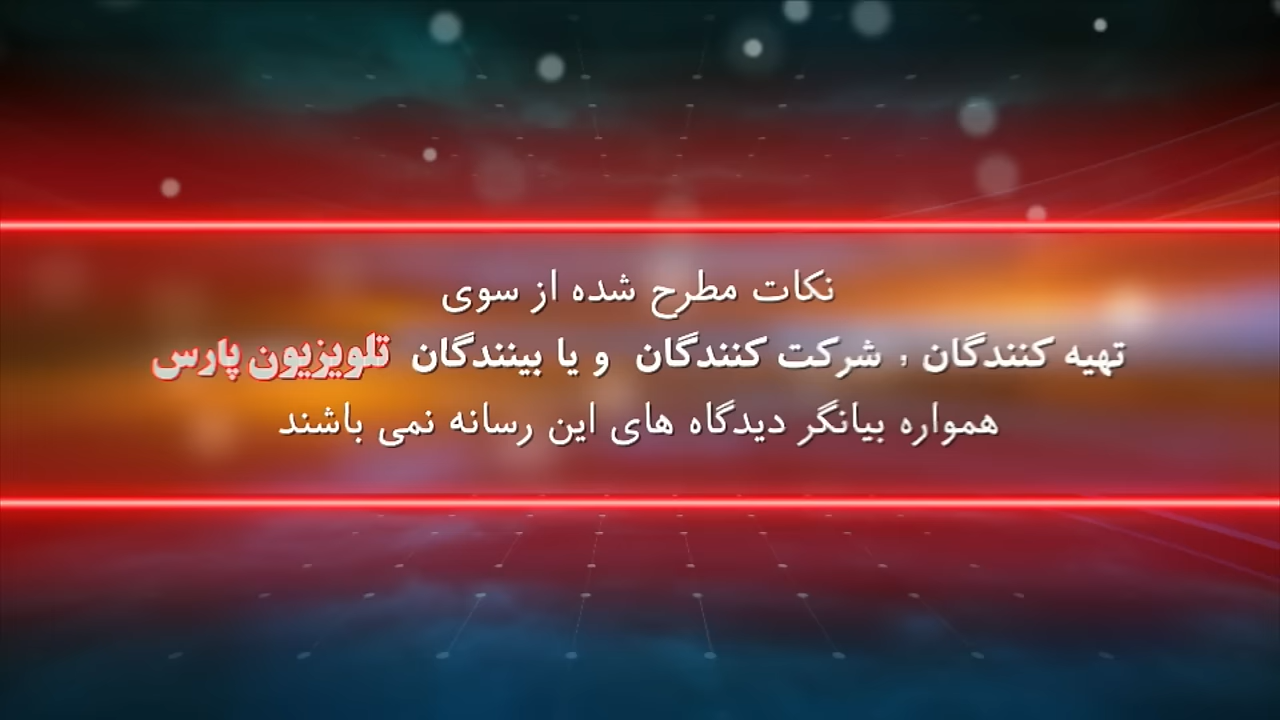 نکات مطرح شده از سوی
تهیه کنندگان , شرکت کنندگان و یا بینندگان تلویزیون پارس
همواره بیانگر دیدگاه های این رسانه نمی باشند